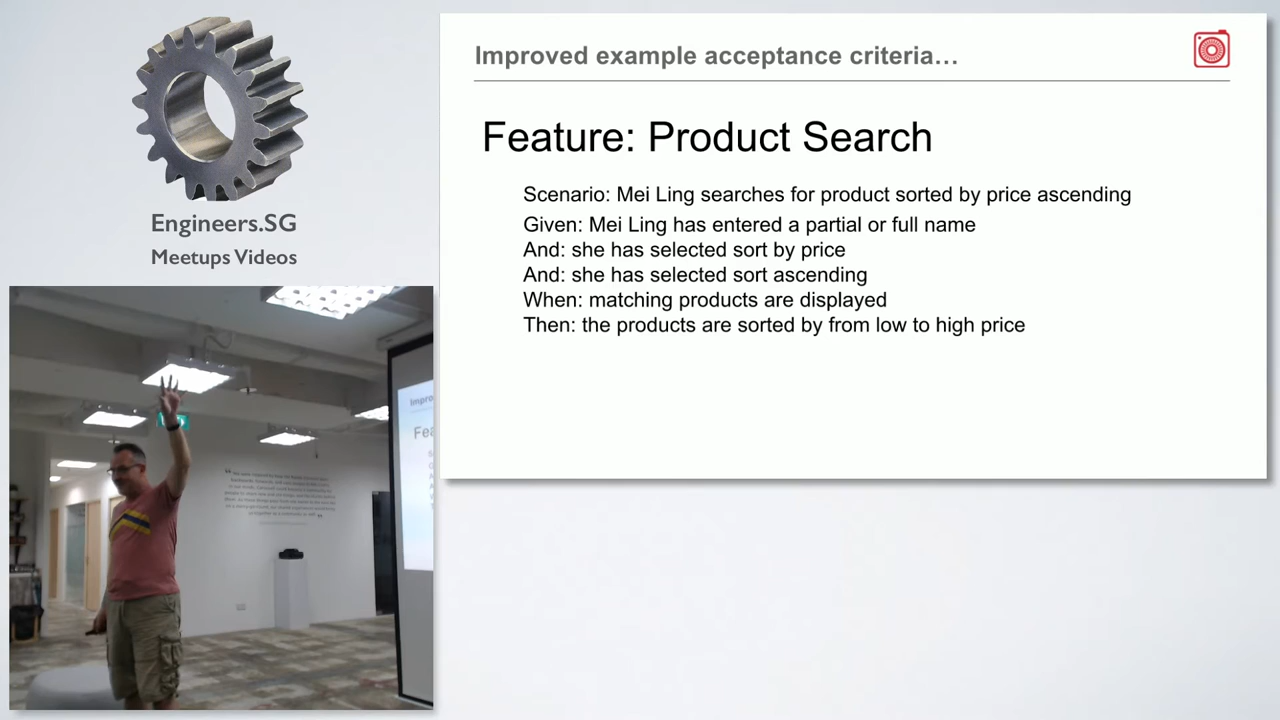 Engineers.SG
Meetups Videos
Improved example acceptance criteria…
Feature: Product Search
Scenario: Mei Ling searches for product sorted by price ascending
Given: Mei Ling has entered a partial or full name
And: she has selected sort by price
And: she has selected sort ascending
When: matching products are displayed
Then: the products are sorted by from low to high price
Impro
Fea